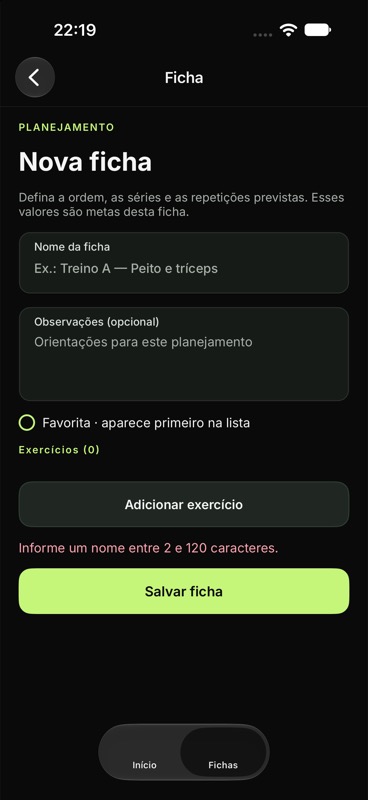 22:19
Ficha
PLANEJAMENTO
Nova ficha
Defina a ordem, as séries e as repetições previstas. Esses
valores são metas desta ficha.
Nome da ficha
Ex.: Treino A — Peito e tríceps
Observações (opcional)
Orientações para este planejamento
Favorita · aparece primeiro na lista
Exercícios (0)
Adicionar exercício
Informe um nome entre 2 e 120 caracteres.
Salvar ficha
Início
Fichas